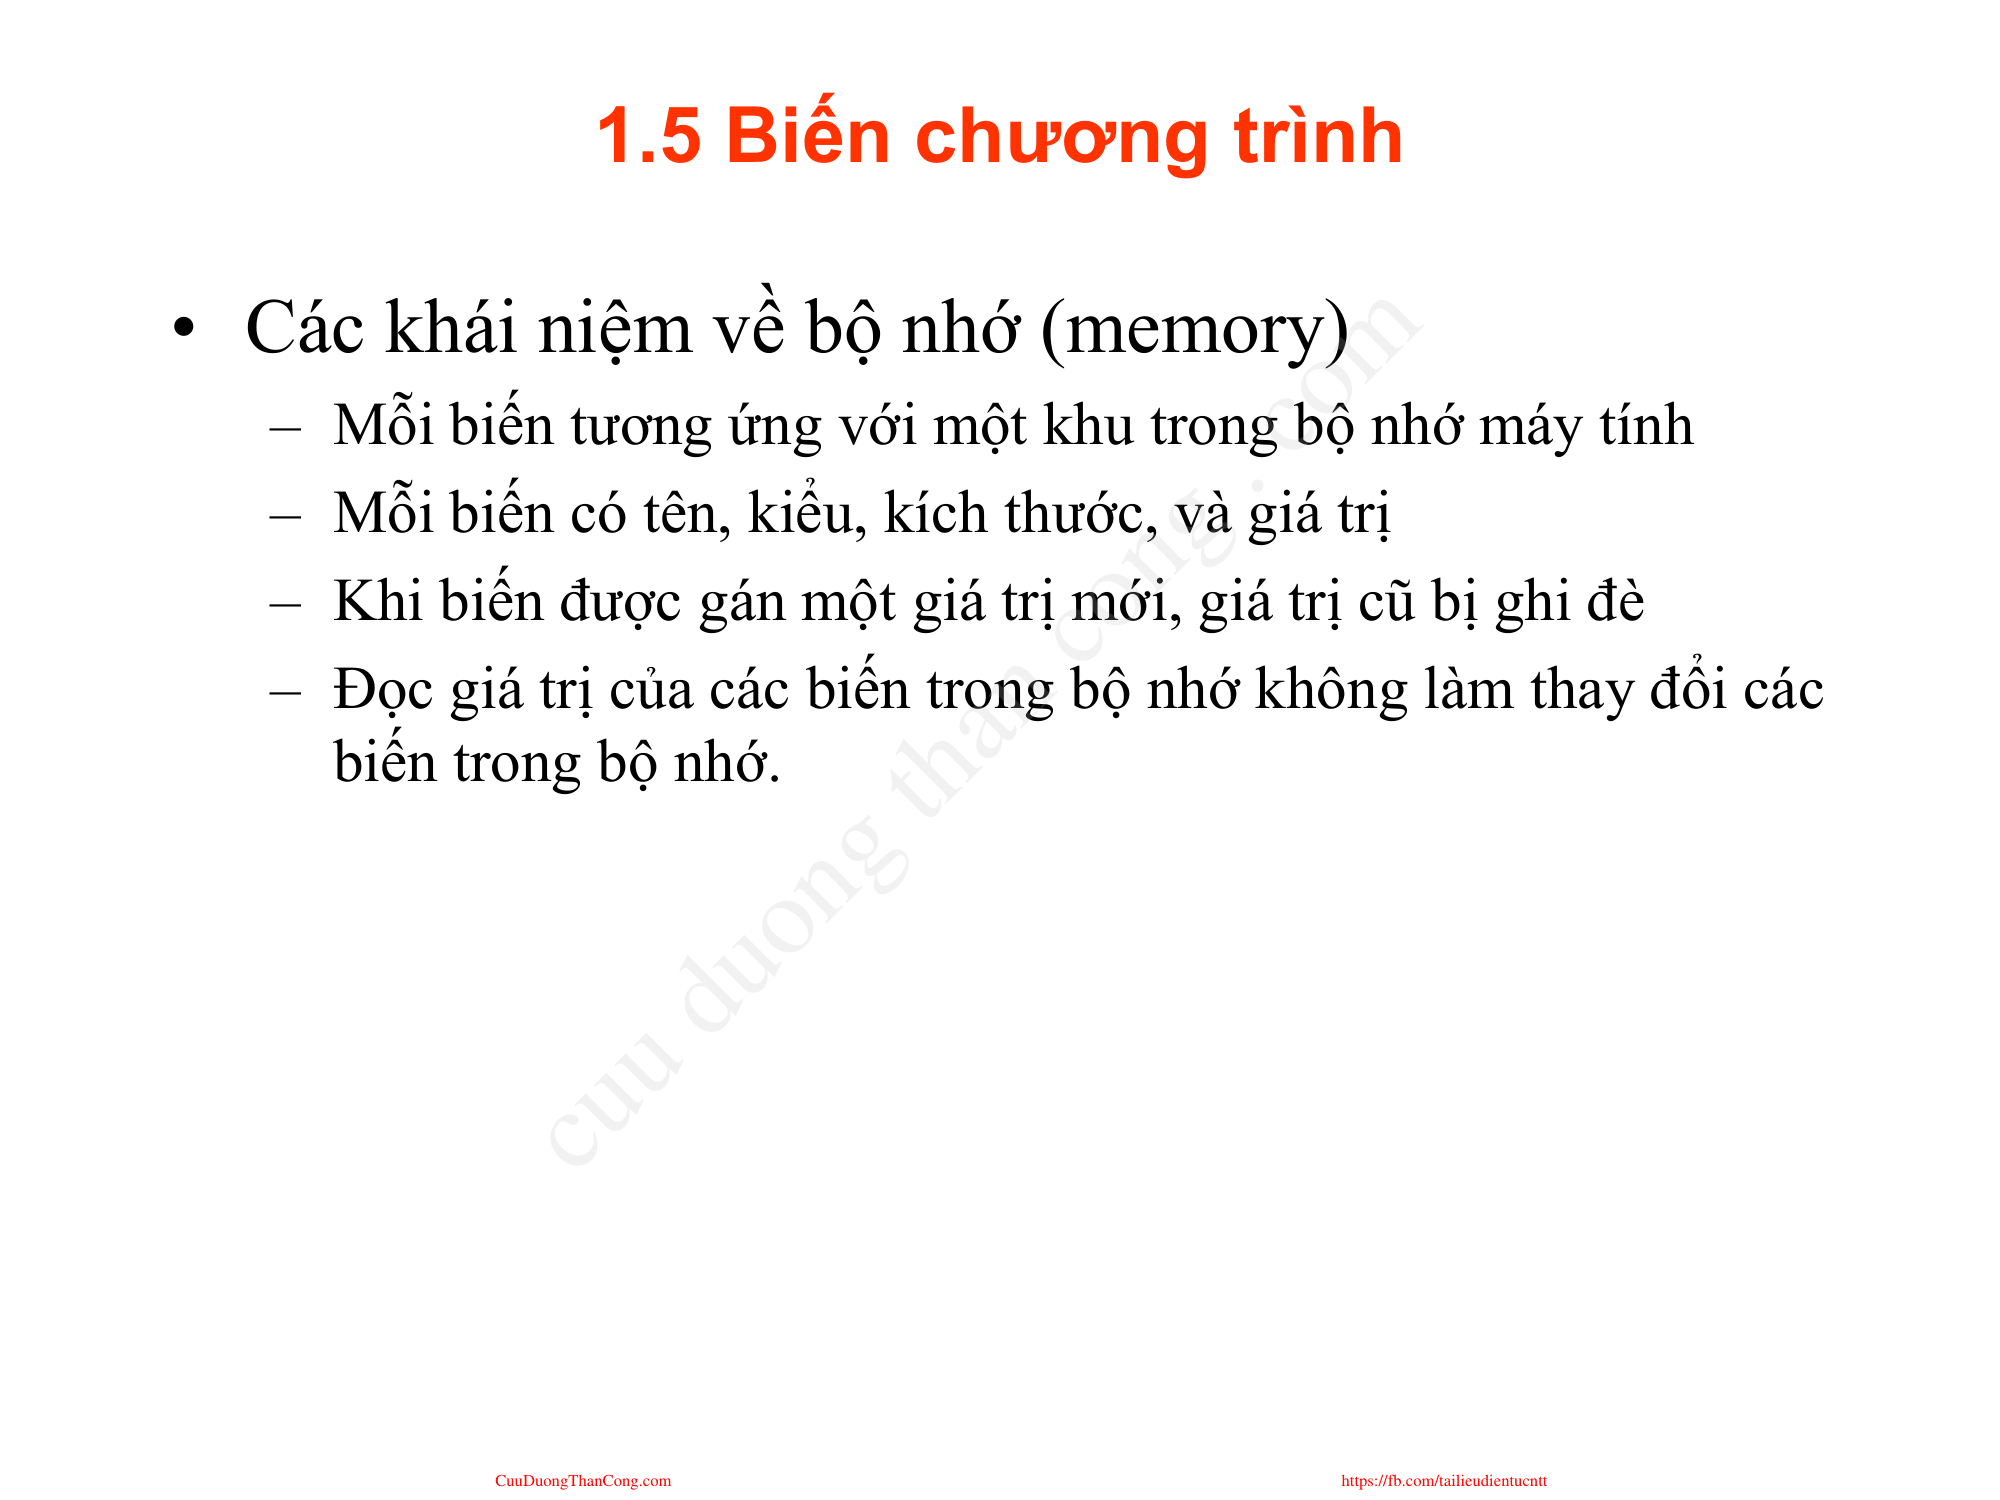 1.5 Biến chương trình
• Các khái niệm về bộ nhớ (memory)
– Mỗi biến tương ứng với một khu trong bộ nhớ máy tính
– Mỗi biến có tên, kiểu, kích thước, và giá trị
– Khi biến được gán một giá trị mới, giá trị cũ bị ghi đè
– Đọc giá trị của các biến trong bộ nhớ không làm thay đổi các
biến trong bộ nhớ.
cuu duong than cong . com
CuuDuongThanCong.com
https://fb.com/tailieudientucntt